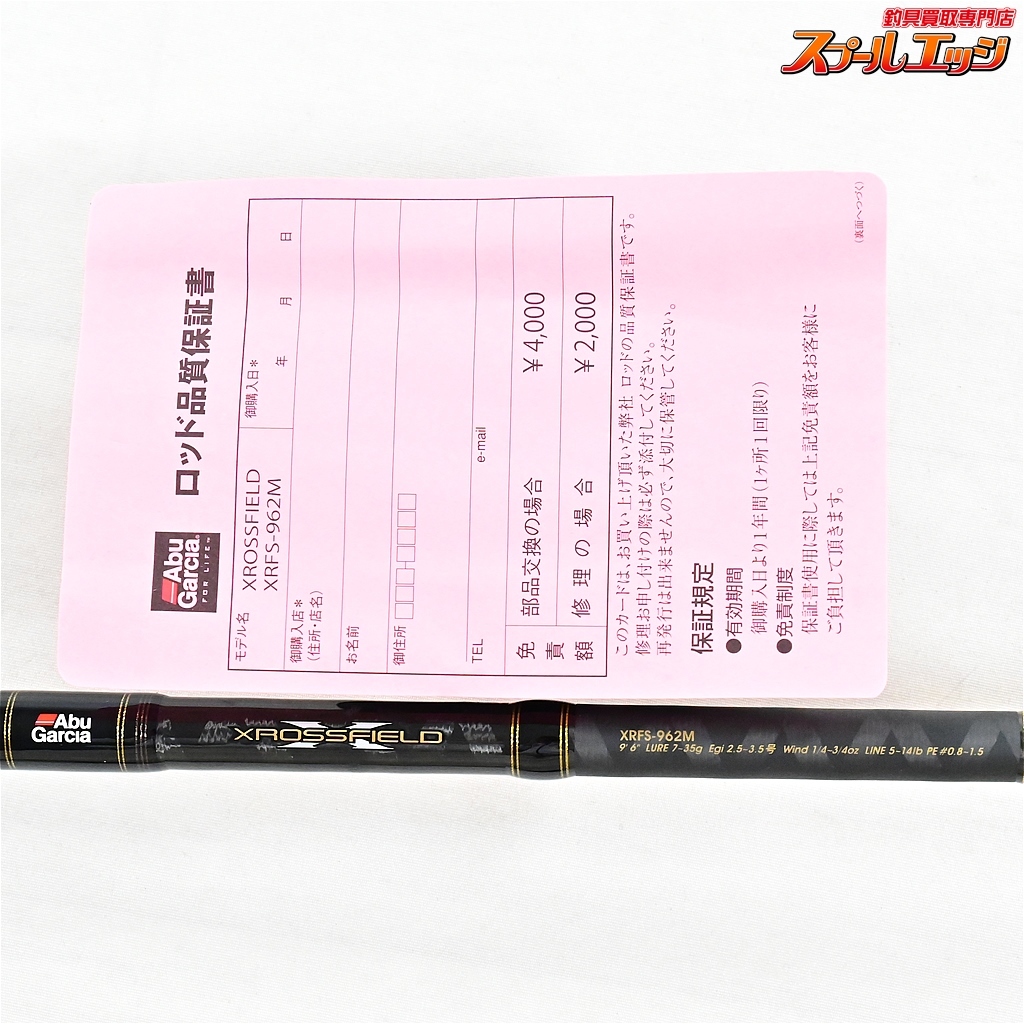 釣具買取専門店
スプールエッジ
Abu
Garcia®
FOR LIFE™
ロッド品質保証書
モデル名 XROSSFIELD
XRFS-962M
御購入日*
年 月 日
御購入店*
(住所・店名)
お名前
御住所
TEL e-mail
免責額
部品交換の場合 ¥4,000
修理の場合 ¥2,000
このカードは、お買い上げ頂いた弊社 ロッドの品質保証書です。
修理お申し付けの際は必ず添付してください。
再発行は出来ませんので、大切に保管してください。
保証規定
●有効期間
御購入日より1年間(1ヶ所1回限り)
●免責制度
保証書使用に際しては上記免責額をお客様に
ご負担して頂きます。
(裏面へつづく)
Abu
Garcia
XROSSFIELD
XRFS-962M
9'6" LURE 7-35g Egi 2.5-3.5号 Wind 1/4-3/4oz LINE 5-14lb PE#0.8-1.5